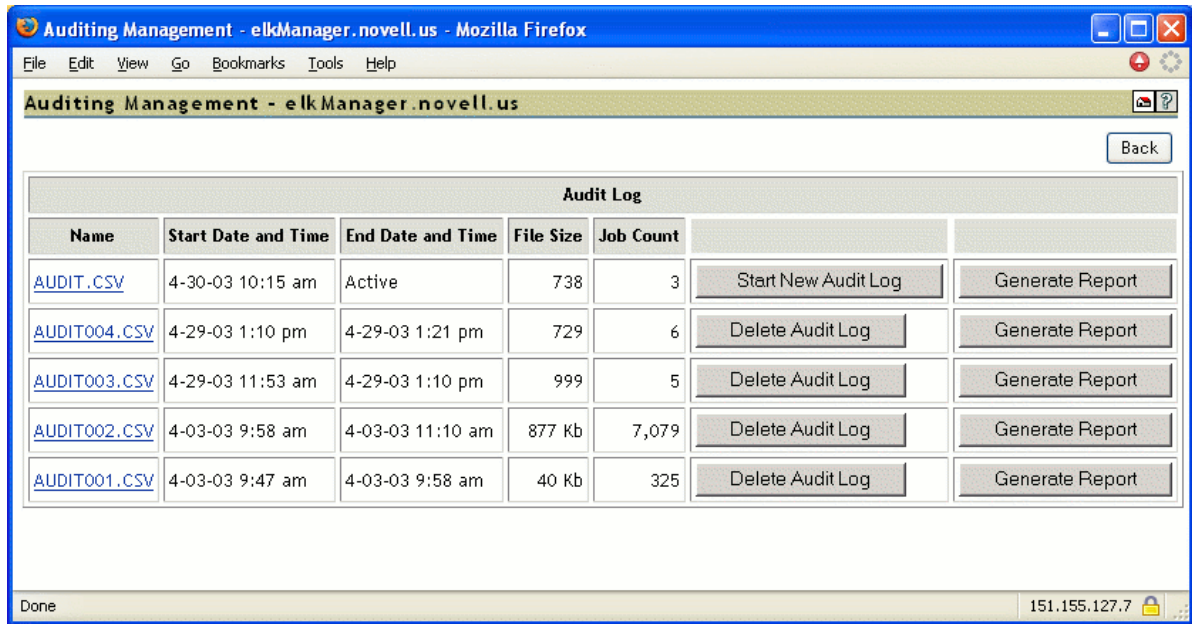 Auditing Management - elkManager.novell.us - Mozilla Firefox
File Edit View Go Bookmarks Tools Help
Auditing Management - elkManager.novell.us
?
Back
Audit Log
Name Start Date and Time End Date and Time File Size Job Count
AUDIT.CSV 4-30-03 10:15 am Active 738 3 Start New Audit Log Generate Report
AUDIT004.CSV 4-29-03 1:10 pm 4-29-03 1:21 pm 729 6 Delete Audit Log Generate Report
AUDIT003.CSV 4-29-03 11:53 am 4-29-03 1:10 pm 999 5 Delete Audit Log Generate Report
AUDIT002.CSV 4-03-03 9:58 am 4-03-03 11:10 am 877 Kb 7,079 Delete Audit Log Generate Report
AUDIT001.CSV 4-03-03 9:47 am 4-03-03 9:58 am 40 Kb 325 Delete Audit Log Generate Report
Done 151.155.127.7